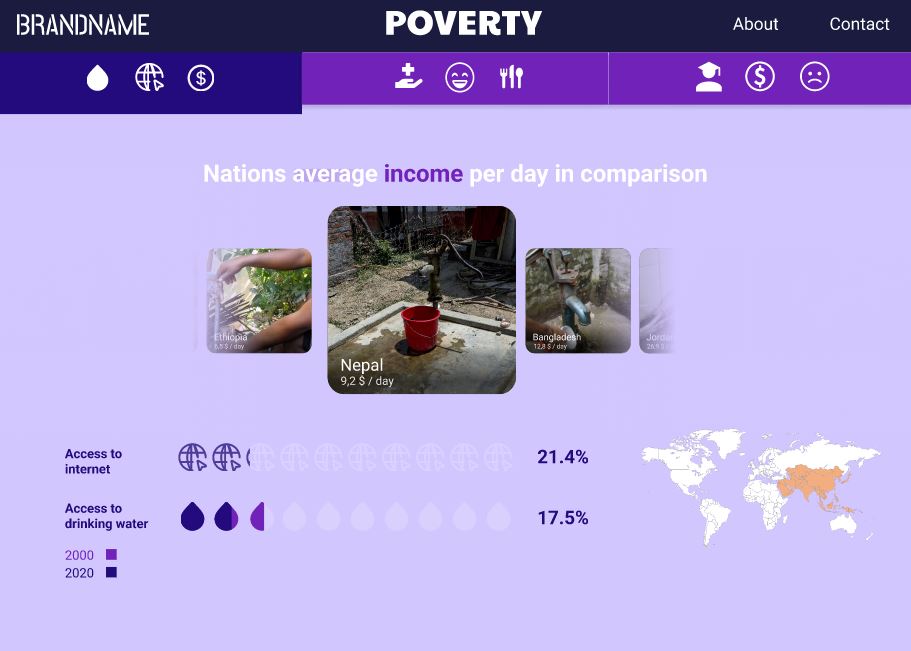 BRANDNAME
POVERTY
About
Contact
Nations average income per day in comparison
Ethiopia
6,5 $ / day
Nepal
9,2 $ / day
Bangladesh
12,8 $ / day
Jordan
26,9 $
Access to
internet
21.4%
Access to
drinking water
17.5%
2000
2020